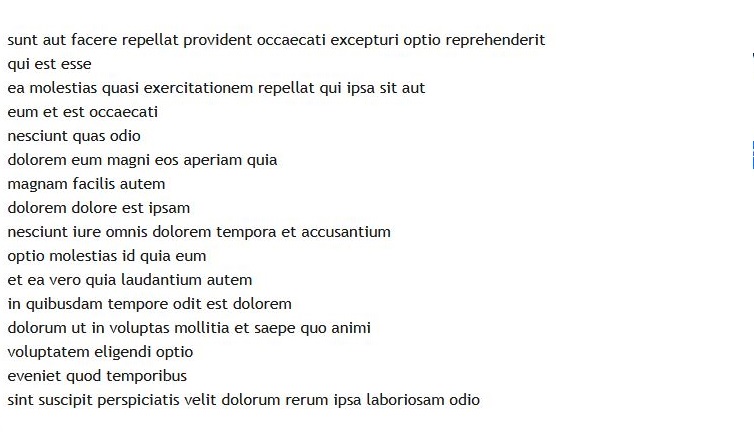 sunt aut facere repellat provident occaecati excepturi optio reprehenderit
qui est esse
ea molestias quasi exercitationem repellat qui ipsa sit aut
eum et est occaecati
nesciunt quas odio
dolorem eum magni eos aperiam quia
magnam facilis autem
dolorem dolore est ipsam
nesciunt iure omnis dolorem tempora et accusantium
optio molestias id quia eum
et ea vero quia laudantium autem
in quibusdam tempore odit est dolorem
dolorum ut in voluptas mollitia et saepe quo animi
voluptatem eligendi optio
eveniet quod temporibus
sint suscipit perspiciatis velit dolorum rerum ipsa laboriosam odio